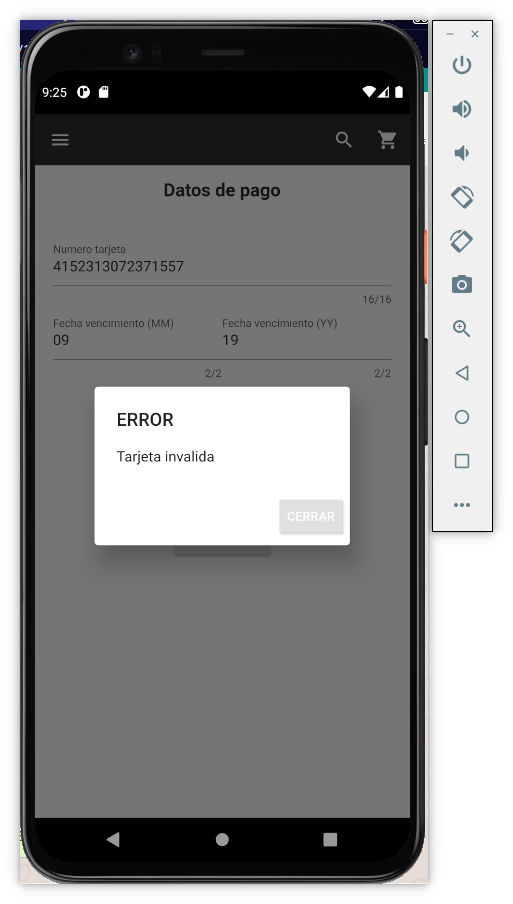 9:25
Datos de pago
Numero tarjeta
4152313072371557
16/16
Fecha vencimiento (MM) Fecha vencimiento (YY)
09 19
2/2 2/2
ERROR
Tarjeta invalida
CERRAR